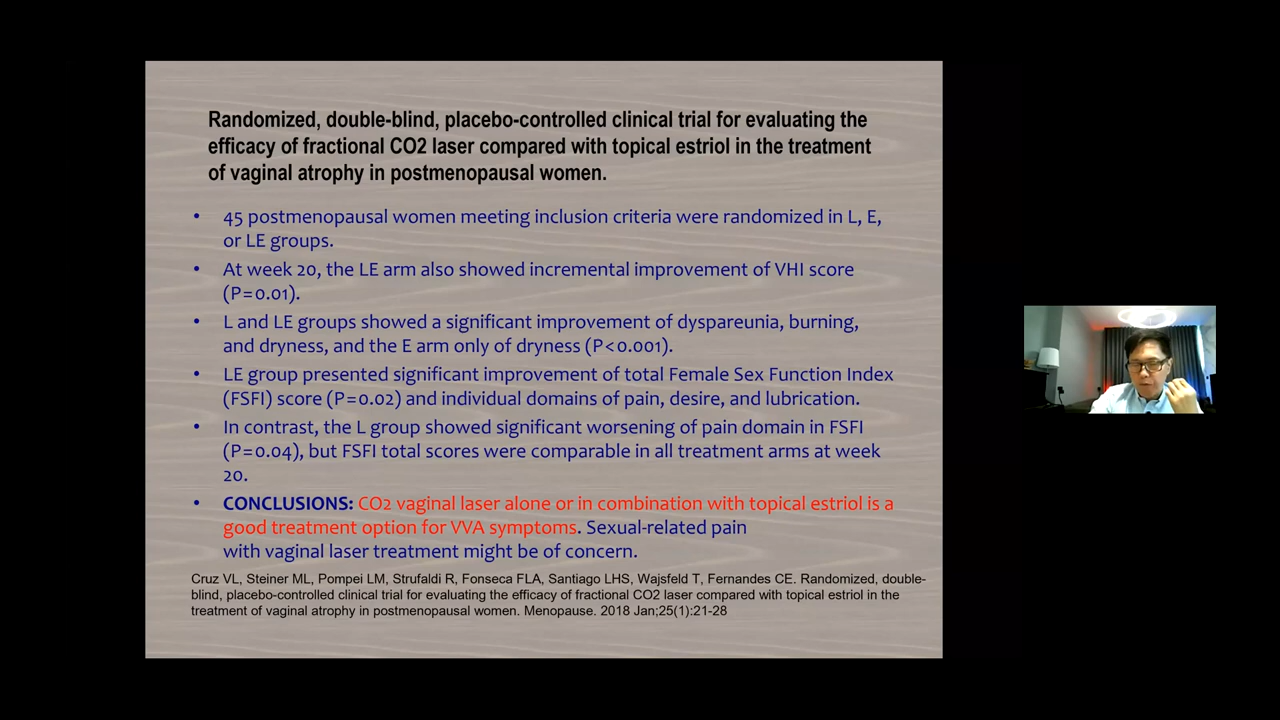 Randomized, double-blind, placebo-controlled clinical trial for evaluating the
efficacy of fractional CO2 laser compared with topical estriol in the treatment
of vaginal atrophy in postmenopausal women.
• 45 postmenopausal women meeting inclusion criteria were randomized in L, E,
or LE groups.
• At week 20, the LE arm also showed incremental improvement of VHI score
(P=0.01).
• L and LE groups showed a significant improvement of dyspareunia, burning,
and dryness, and the E arm only of dryness (P<0.001).
• LE group presented significant improvement of total Female Sex Function Index
(FSFI) score (P=0.02) and individual domains of pain, desire, and lubrication.
• In contrast, the L group showed significant worsening of pain domain in FSFI
(P=0.04), but FSFI total scores were comparable in all treatment arms at week
20.
• CONCLUSIONS: CO2 vaginal laser alone or in combination with topical estriol is a
good treatment option for VVA symptoms. Sexual-related pain
with vaginal laser treatment might be of concern.
Cruz VL, Steiner ML, Pompei LM, Strufaldi R, Fonseca FLA, Santiago LHS, Wajsfeld T, Fernandes CE. Randomized, double-
blind, placebo-controlled clinical trial for evaluating the efficacy of fractional CO2 laser compared with topical estriol in the
treatment of vaginal atrophy in postmenopausal women. Menopause. 2018 Jan;25(1):21-28